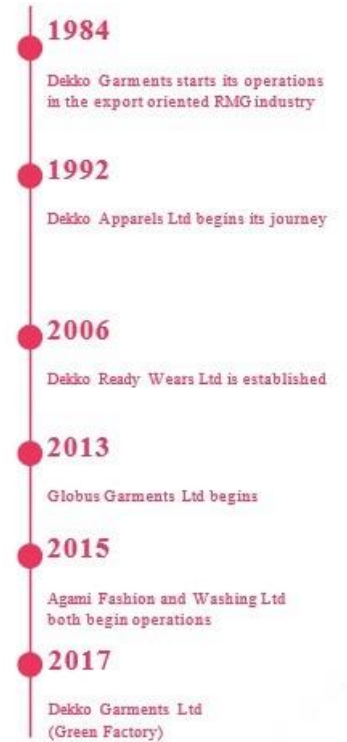 1984
Dekko Garments starts its operations
in the export oriented RMG industry
1992
Dekko Apparels Ltd begins its journey
2006
Dekko Ready Wears Ltd is established
2013
Globus Garments Ltd begins
2015
Agami Fashion and Washing Ltd
both begin operations
2017
Dekko Garments Ltd
(Green Factory)